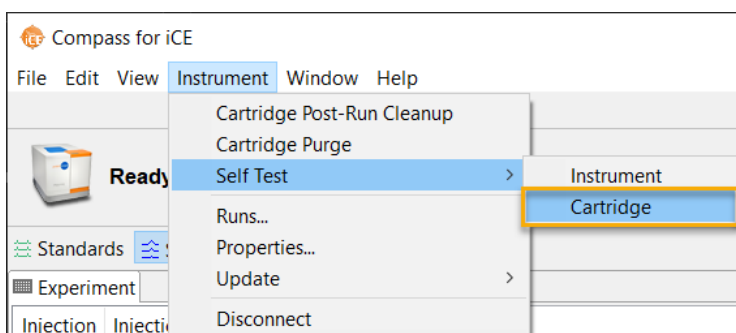 iCE Compass for iCE
File Edit View Instrument Window Help
Cartridge Post-Run Cleanup
Cartridge Purge
Ready
Self Test > Instrument
Cartridge
Runs...
Standards
Properties...
Experiment
Update >
Injection
Disconnect